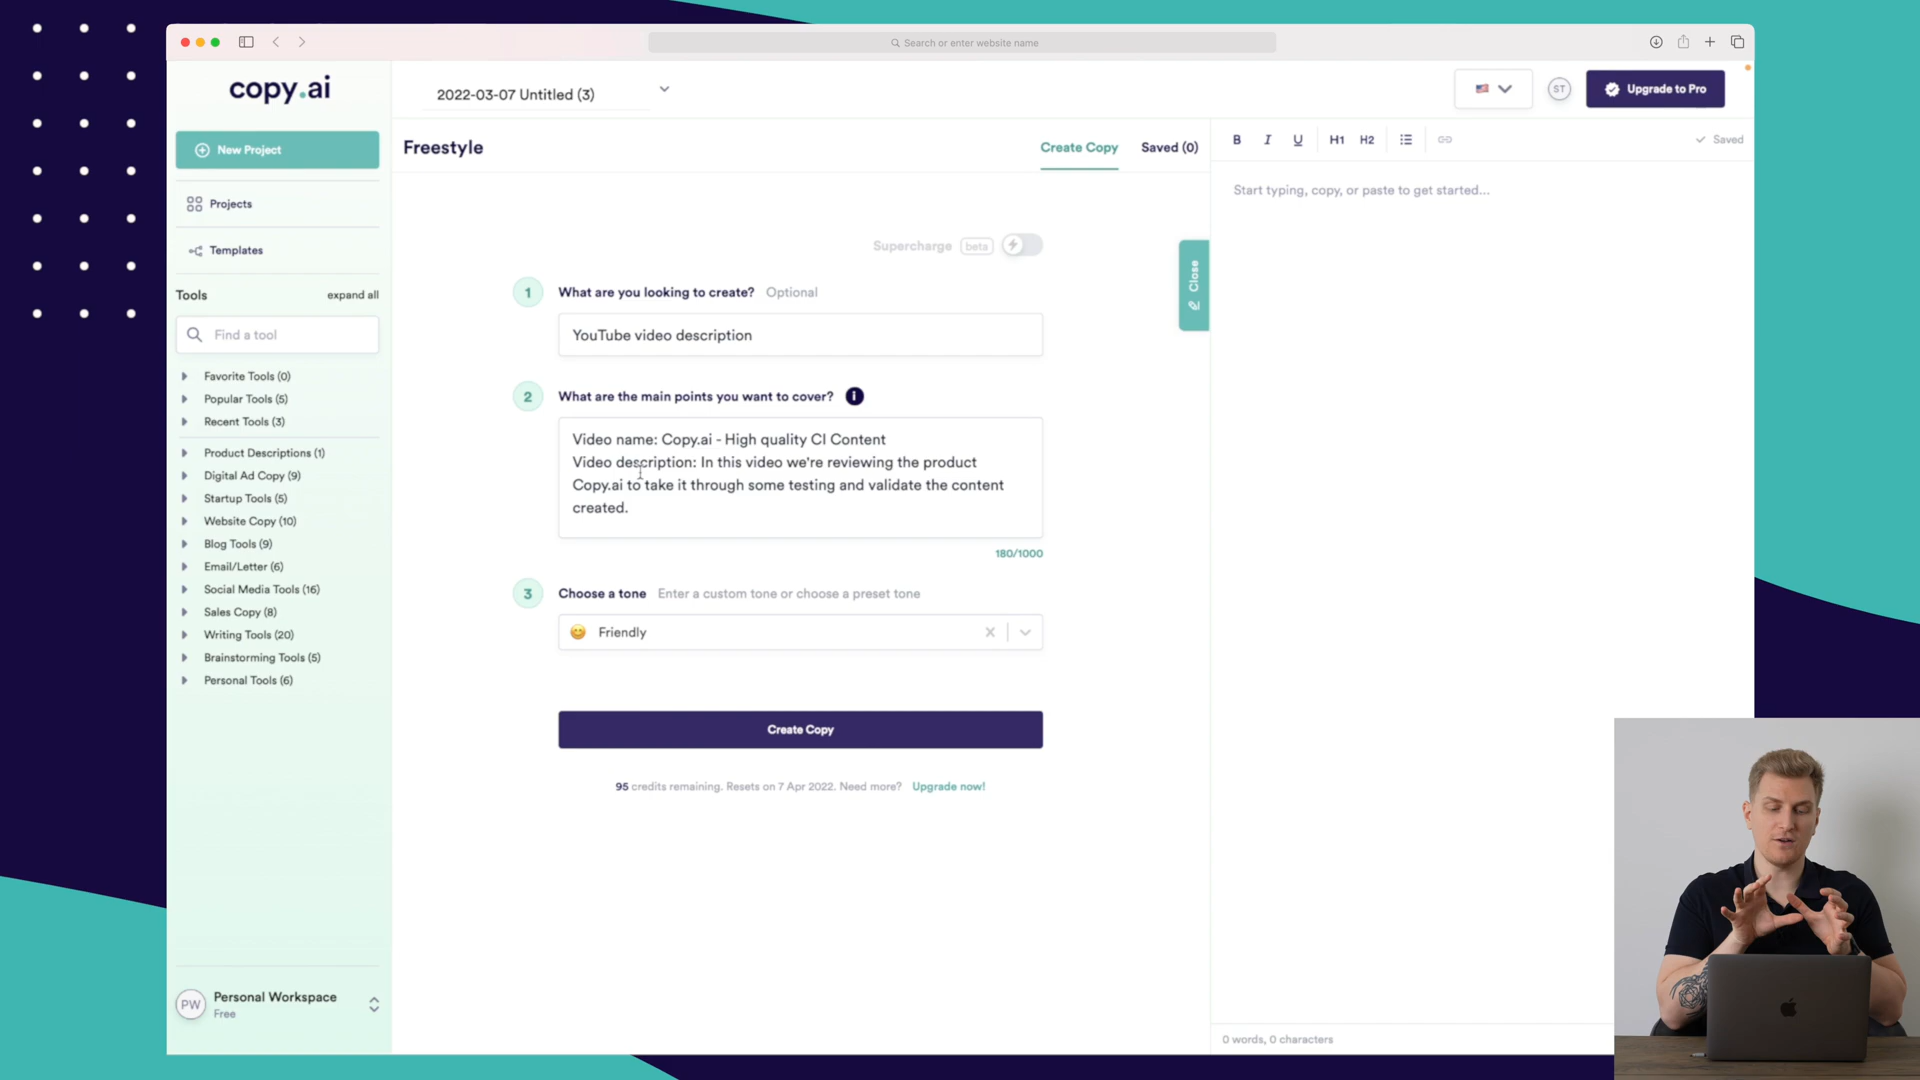 Search or enter website name
copy.ai
2022-03-07 Untitled (3)
ST
Upgrade to Pro
New Project
Projects
Templates
Tools
expand all
Find a tool
Favorite Tools (0)
Popular Tools (5)
Recent Tools (3)
Product Descriptions (1)
Digital Ad Copy (9)
Startup Tools (5)
Website Copy (10)
Blog Tools (9)
Email/Letter (6)
Social Media Tools (16)
Sales Copy (8)
Writing Tools (20)
Brainstorming Tools (5)
Personal Tools (6)
PW
Personal Workspace
Free
Freestyle
Create Copy
Saved (0)
Supercharge beta
1 What are you looking to create? Optional
YouTube video description
2 What are the main points you want to cover? i
Video name: Copy.ai - High quality CI Content
Video description: In this video we're reviewing the product
Copy.ai to take it through some testing and validate the content
created.
180/1000
3 Choose a tone Enter a custom tone or choose a preset tone
Friendly
Create Copy
95 credits remaining. Resets on 7 Apr 2022. Need more? Upgrade now!
Close
B I U H1 H2
Saved
Start typing, copy, or paste to get started...
0 words, 0 characters